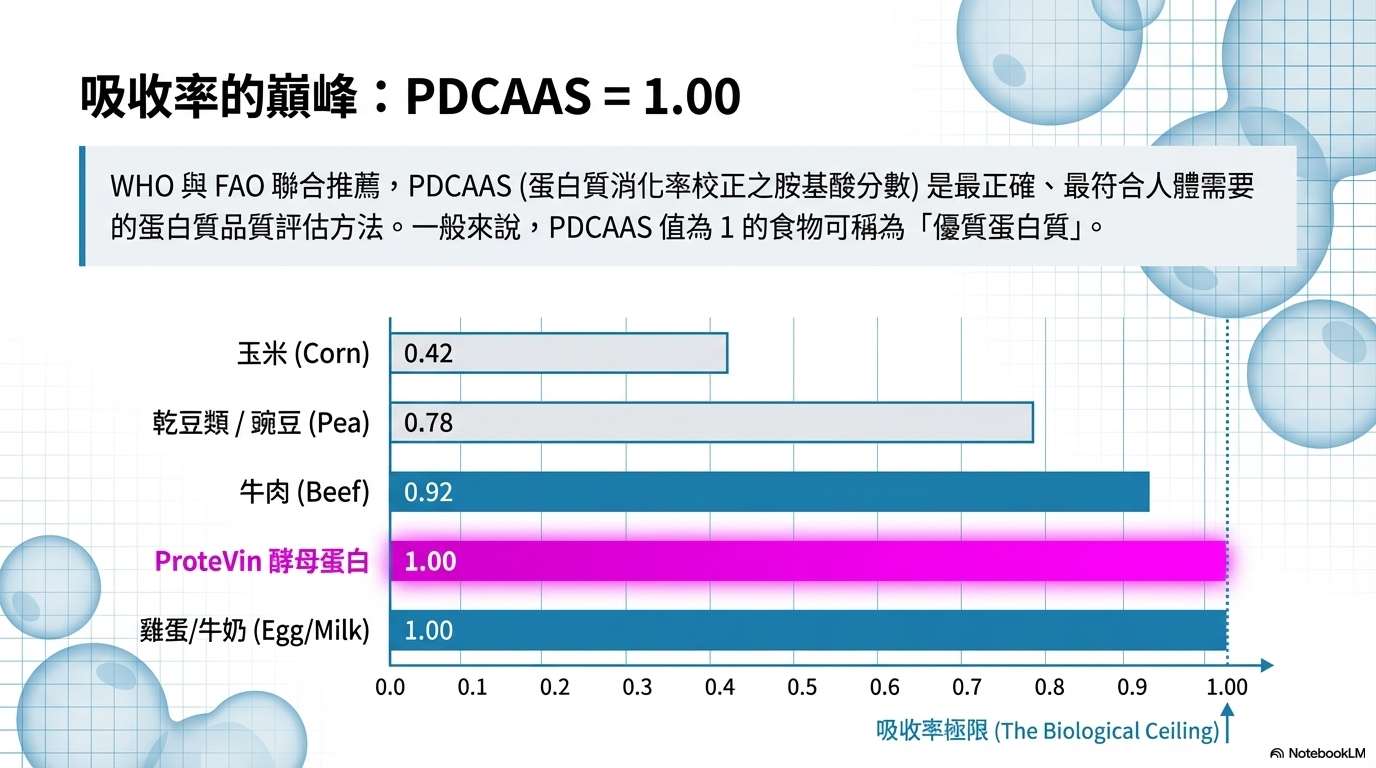 吸收率的巔峰：PDCAAS = 1.00
WHO 與 FAO 聯合推薦，PDCAAS (蛋白質消化率校正之胺基酸分數) 是最正確、最符合人體需要
的蛋白質品質評估方法。一般來說，PDCAAS 值為 1 的食物可稱為「優質蛋白質」。
玉米 (Corn) 0.42
乾豆類 / 豌豆 (Pea) 0.78
牛肉 (Beef) 0.92
ProteVin 酵母蛋白 1.00
雞蛋/牛奶 (Egg/Milk) 1.00
0.0 0.1 0.2 0.3 0.4 0.5 0.6 0.7 0.8 0.9 1.00
吸收率極限 (The Biological Ceiling)
NotebookLM